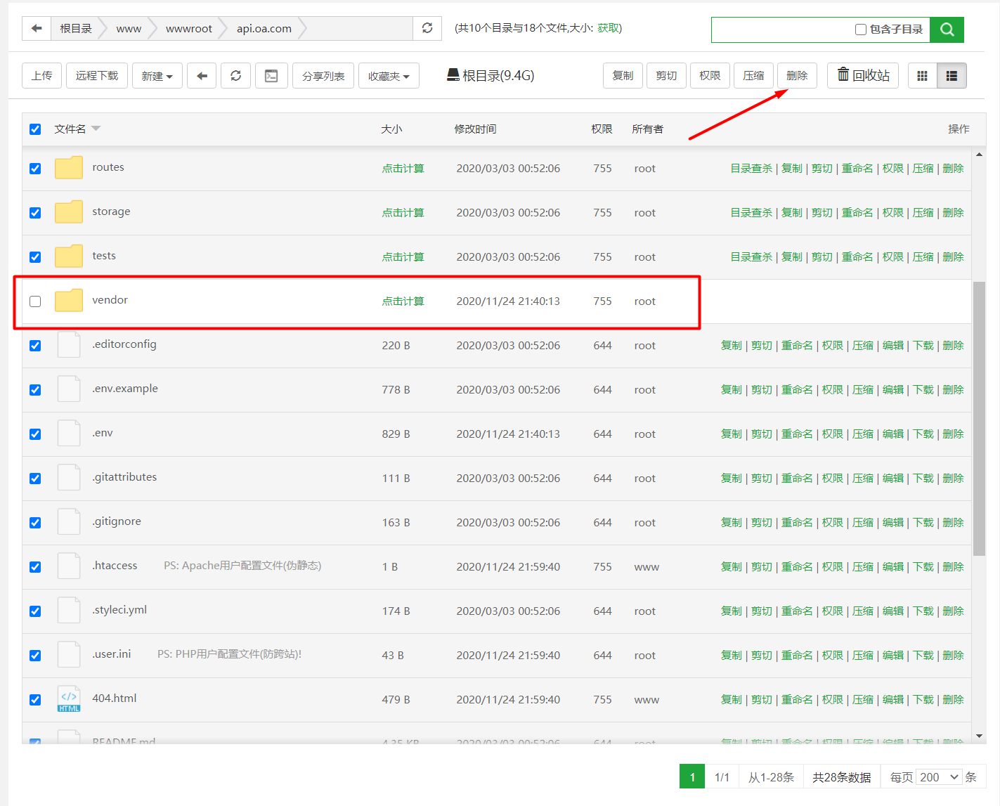 根目录 www wwwroot api.oa.com (共10个目录与18个文件,大小: 获取) 包含子目录
上传 远程下载 新建 分享列表 收藏夹 根目录(9.4G) 复制 剪切 权限 压缩 删除 回收站
文件名 大小 修改时间 权限 所有者 操作
routes 点击计算 2020/03/03 00:52:06 755 root 目录查杀 | 复制 | 剪切 | 重命名 | 权限 | 压缩 | 删除
storage 点击计算 2020/03/03 00:52:06 755 root 目录查杀 | 复制 | 剪切 | 重命名 | 权限 | 压缩 | 删除
tests 点击计算 2020/03/03 00:52:06 755 root 目录查杀 | 复制 | 剪切 | 重命名 | 权限 | 压缩 | 删除
vendor 点击计算 2020/11/24 21:40:13 755 root
.editorconfig 220 B 2020/03/03 00:52:06 644 root 复制 | 剪切 | 重命名 | 权限 | 压缩 | 编辑 | 下载 | 删除
.env.example 778 B 2020/03/03 00:52:06 644 root 复制 | 剪切 | 重命名 | 权限 | 压缩 | 编辑 | 下载 | 删除
.env 829 B 2020/11/24 21:40:13 644 root 复制 | 剪切 | 重命名 | 权限 | 压缩 | 编辑 | 下载 | 删除
.gitattributes 111 B 2020/03/03 00:52:06 644 root 复制 | 剪切 | 重命名 | 权限 | 压缩 | 编辑 | 下载 | 删除
.gitignore 163 B 2020/03/03 00:52:06 644 root 复制 | 剪切 | 重命名 | 权限 | 压缩 | 编辑 | 下载 | 删除
.htaccess PS: Apache用户配置文件(伪静态) 1 B 2020/11/24 21:59:40 755 www 复制 | 剪切 | 重命名 | 权限 | 压缩 | 编辑 | 下载 | 删除
.styleci.yml 174 B 2020/03/03 00:52:06 644 root 复制 | 剪切 | 重命名 | 权限 | 压缩 | 编辑 | 下载 | 删除
.user.ini PS: PHP用户配置文件(防跨站)! 43 B 2020/11/24 21:59:40 644 root 复制 | 剪切 | 重命名 | 权限 | 压缩 | 编辑 | 下载 | 删除
HTML 404.html 479 B 2020/11/24 21:59:40 755 www 复制 | 剪切 | 重命名 | 权限 | 压缩 | 编辑 | 下载 | 删除
README.md 4.35 KB 2020/03/03 00:52:06 644 root 复制 | 剪切 | 重命名 | 权限 | 压缩 | 编辑 | 下载 | 删除
1 1/1 从1-28条 共28条数据 每页 200 条